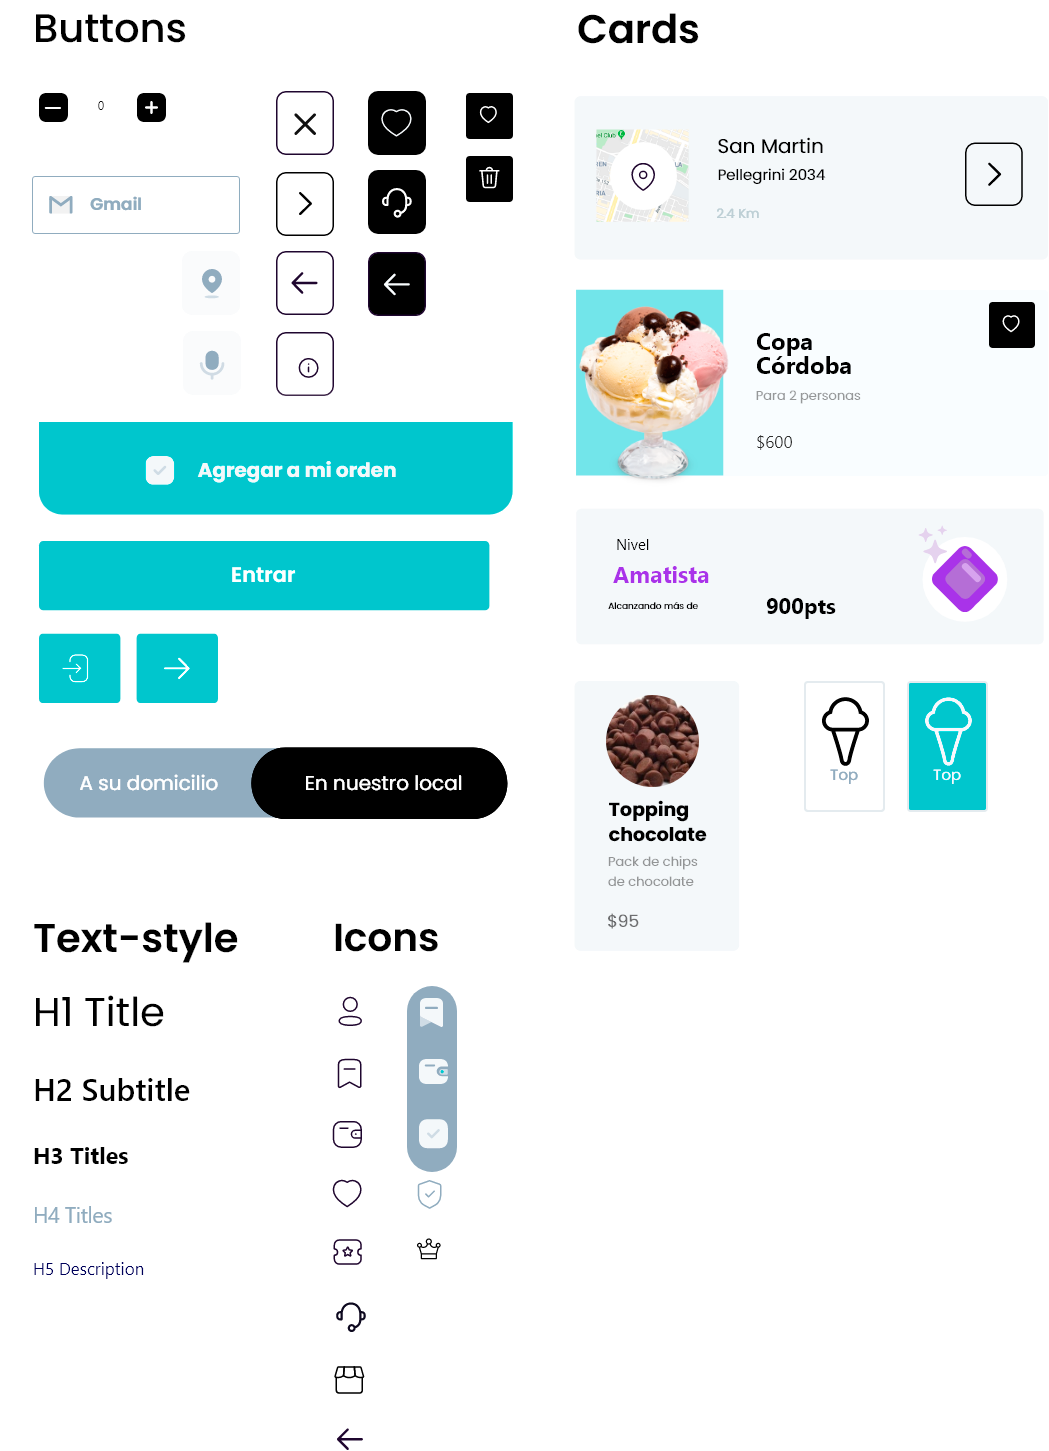 Buttons
0
Gmail
Agregar a mi orden
Entrar
A su domicilio
En nuestro local
Cards
San Martin
Pellegrini 2034
2.4 Km
Copa
Córdoba
Para 2 personas
$600
Nivel
Amatista
Alcanzando más de
900pts
Topping
chocolate
Pack de chips
de chocolate
$95
Top
Top
Text-style
H1 Title
H2 Subtitle
H3 Titles
H4 Titles
H5 Description
Icons